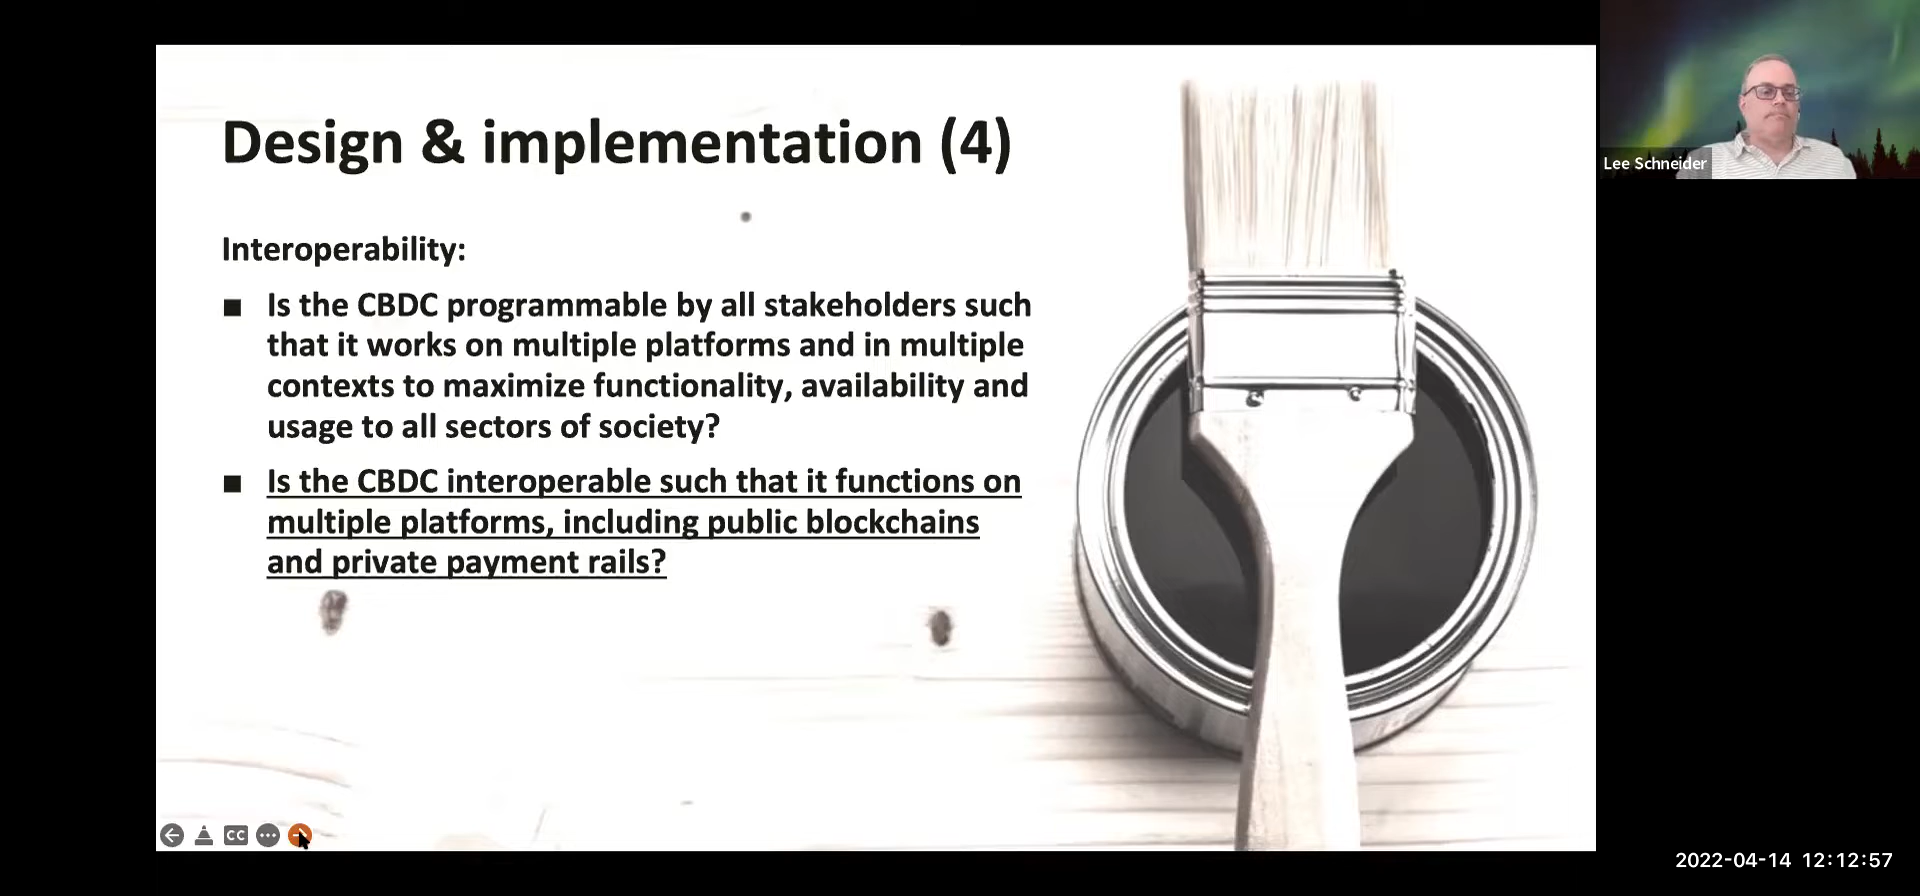 Design & implementation (4)
Interoperability:
■ Is the CBDC programmable by all stakeholders such
that it works on multiple platforms and in multiple
contexts to maximize functionality, availability and
usage to all sectors of society?
■ Is the CBDC interoperable such that it functions on
multiple platforms, including public blockchains
and private payment rails?
CC
Lee Schneider
2022-04-14 12:12:57